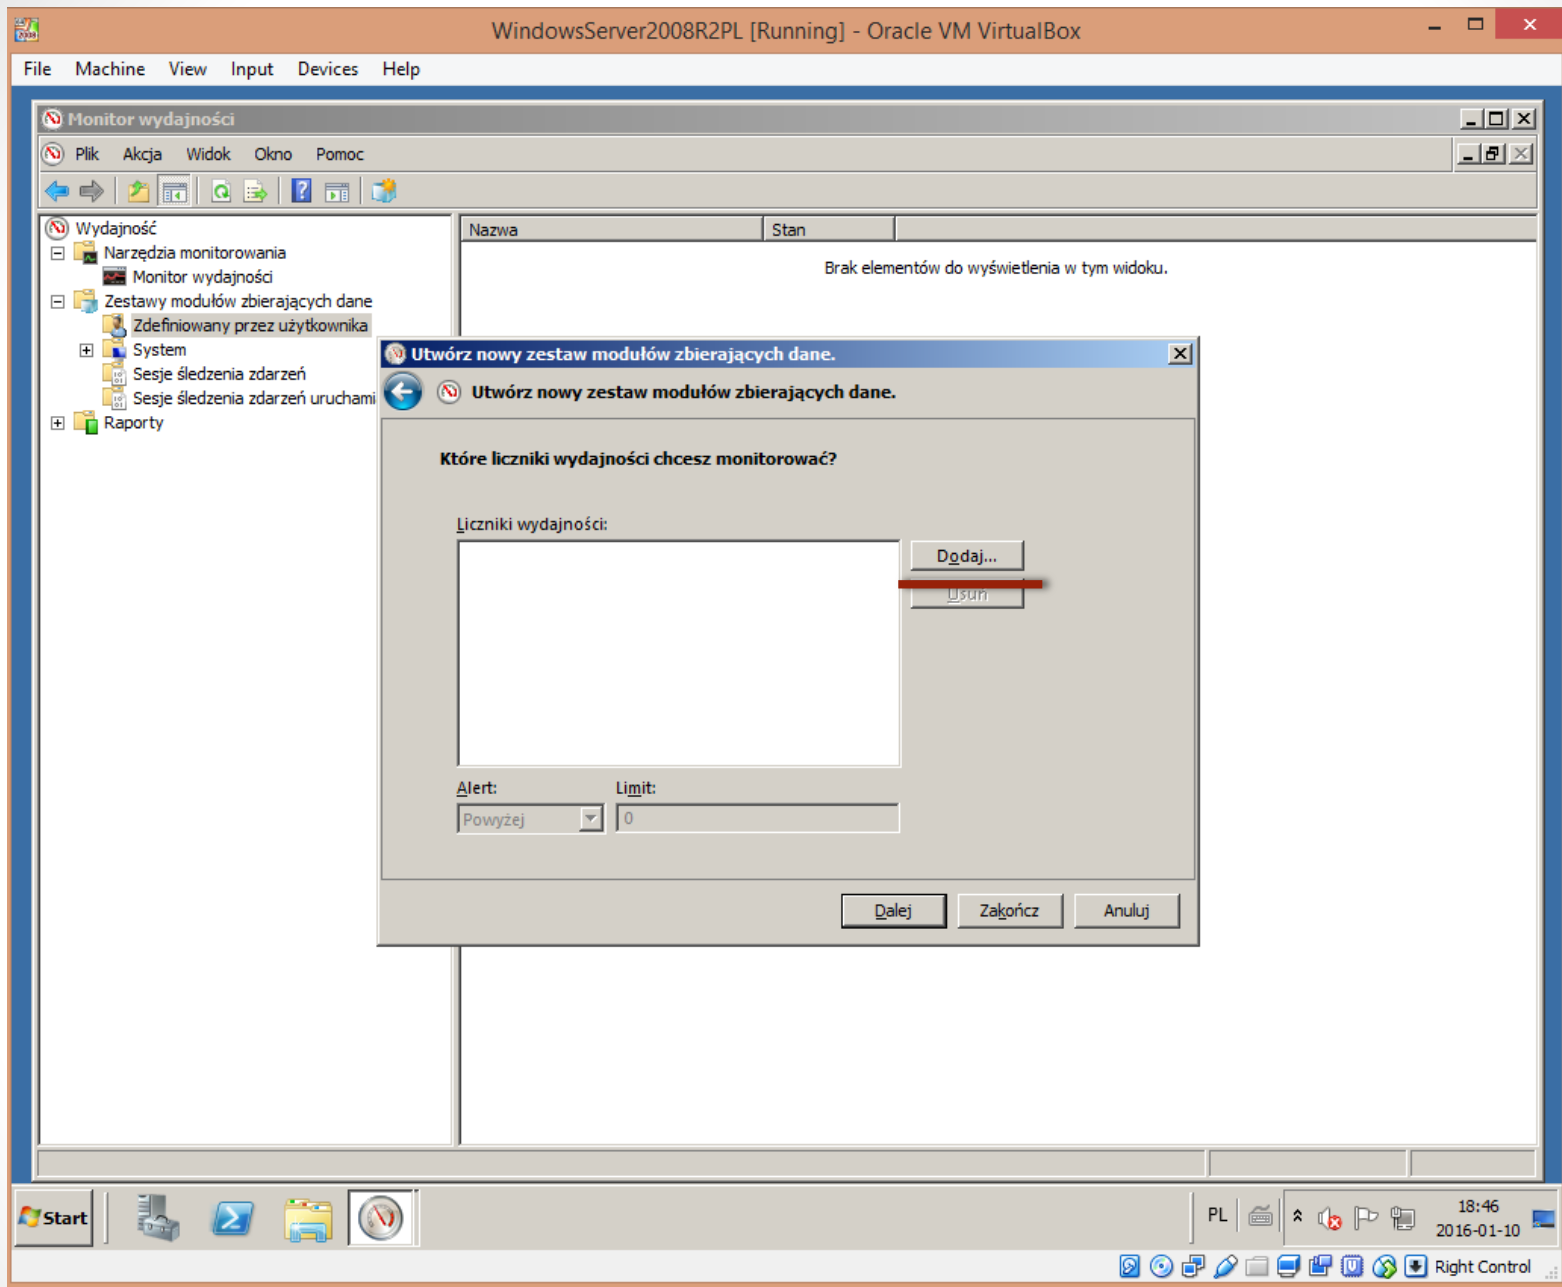 WindowsServer2008R2PL [Running] - Oracle VM VirtualBox
File Machine View Input Devices Help
Monitor wydajności
Plik Akcja Widok Okno Pomoc
Wydajność
Narzędzia monitorowania
Monitor wydajności
Zestawy modułów zbierających dane
Zdefiniowany przez użytkownika
System
Sesje śledzenia zdarzeń
Sesje śledzenia zdarzeń uruchami
Raporty
Nazwa Stan
Brak elementów do wyświetlenia w tym widoku.
Utwórz nowy zestaw modułów zbierających dane.
Utwórz nowy zestaw modułów zbierających dane.
Które liczniki wydajności chcesz monitorować?
Liczniki wydajności:
Dodaj...
Usuń
Alert: Limit:
Powyżej 0
Dalej Zakończ Anuluj
Start
PL
18:46
2016-01-10
Right Control